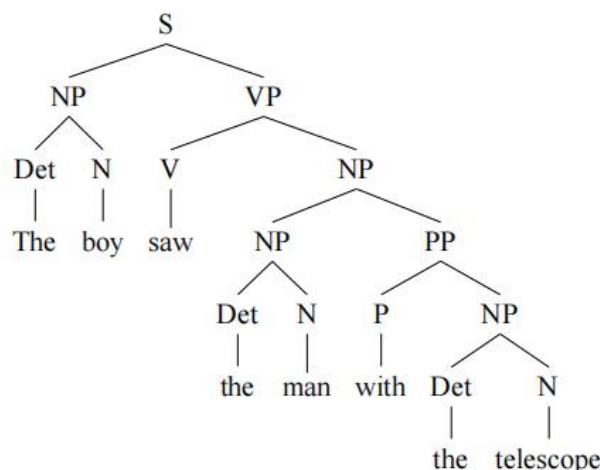 S
NP VP
Det N V NP
The boy saw NP PP
Det N P NP
the man with Det N
the telescope